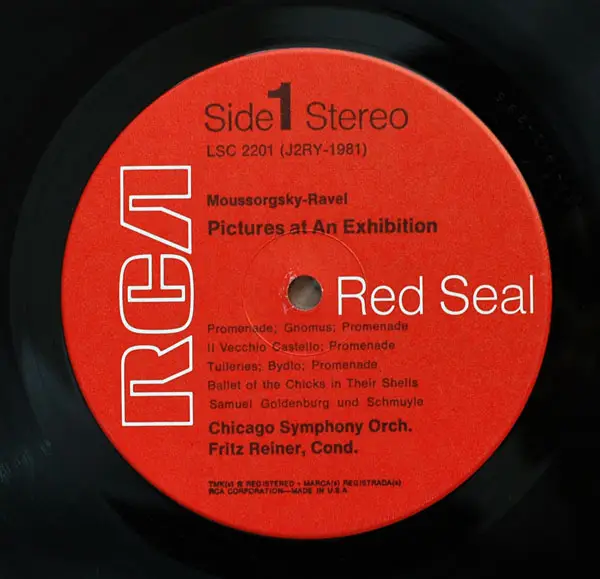 Side 1 Stereo
LSC 2201 (J2RY-1981)
Moussorgsky-Ravel
Pictures at An Exhibition
RCA
Red Seal
Promenade; Gnomus; Promenade
Il Vecchio Castello; Promenade
Tuileries; Bydlo; Promenade
Ballet of the Chicks in Their Shells
Samuel Goldenburg und Schmuyle
Chicago Symphony Orch.
Fritz Reiner, Cond.
TMK(s) ® REGISTERED • MARCA(s) REGISTRADA(s)
RCA CORPORATION—MADE IN U.S.A